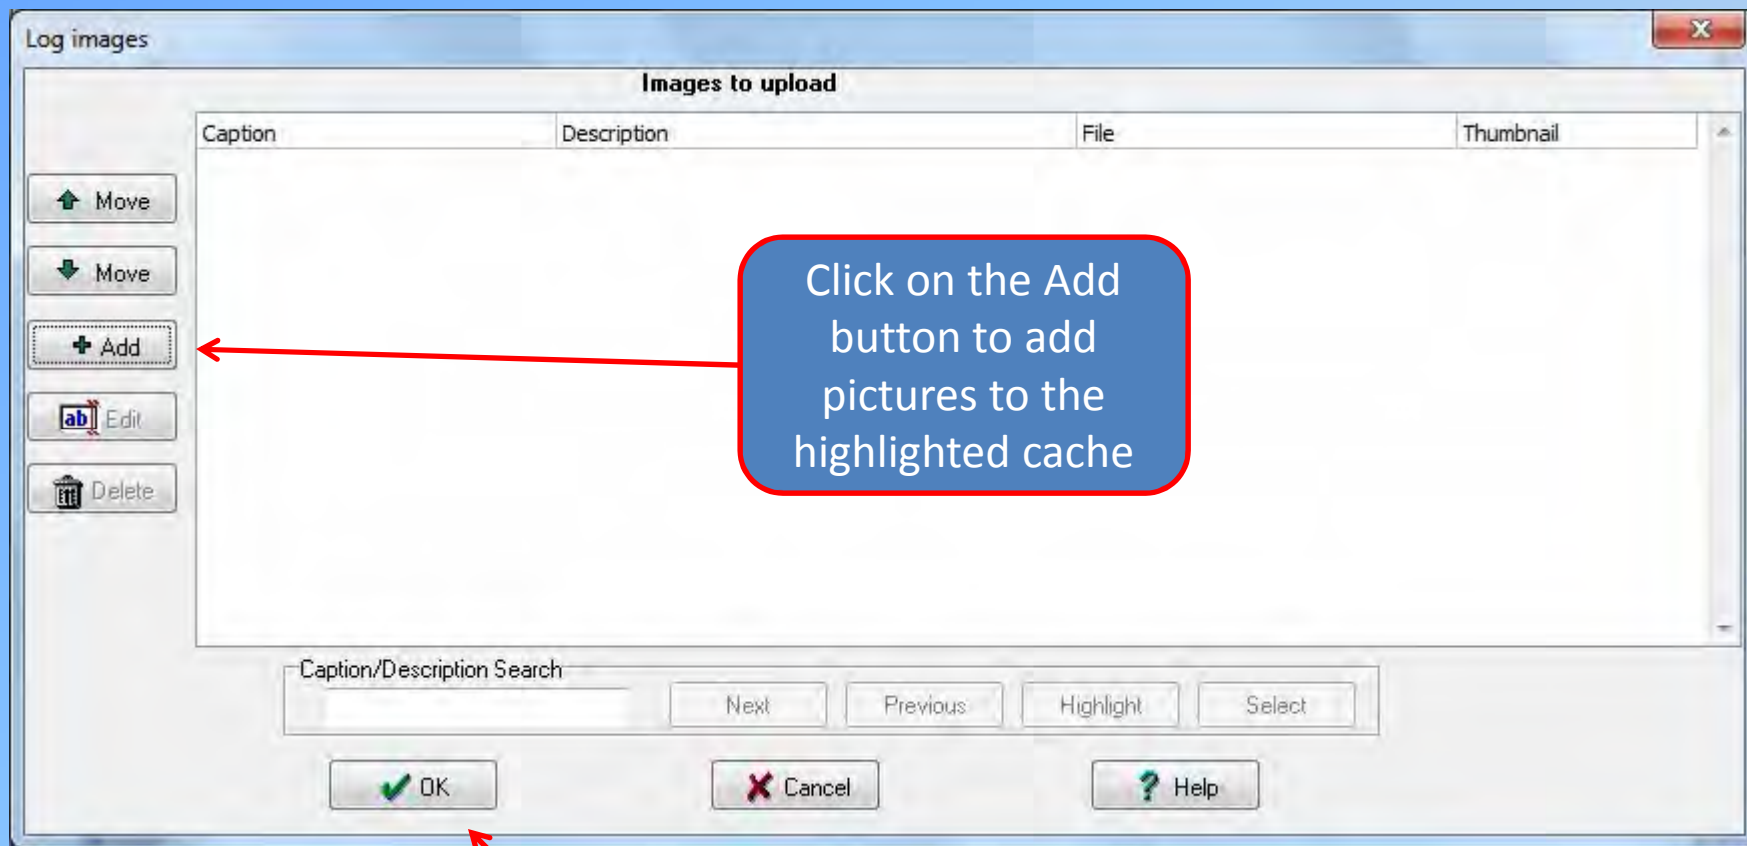 Log images
Images to upload
Caption Description File Thumbnail
Move
Move
Add
ab Edit
Delete
Click on the Add
button to add
pictures to the
highlighted cache
Caption/Description Search
Next Previous Highlight Select
OK Cancel ? Help